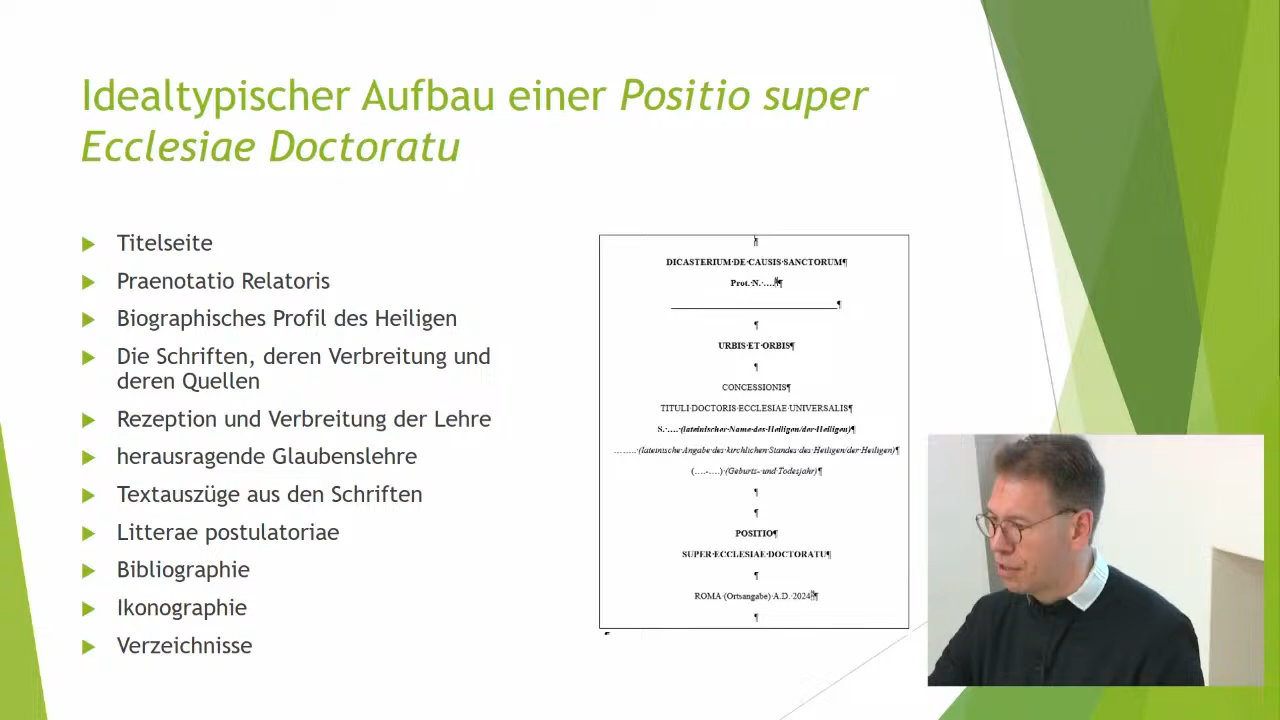 Idealtypischer Aufbau einer Positio super
Ecclesiae Doctoratu
Titelseite
Praenotatio Relatoris
Biographisches Profil des Heiligen
Die Schriften, deren Verbreitung und
deren Quellen
Rezeption und Verbreitung der Lehre
herausragende Glaubenslehre
Textauszüge aus den Schriften
Litterae postulatoriae
Bibliographie
Ikonographie
Verzeichnisse
¶
DICASTERIUM·DE·CAUSIS·SANCTORUM¶
Prot.·N.·….¶
¶
¶
URBIS·ET·ORBIS¶
¶
CONCESSIONIS¶
TITULI·DOCTORIS·ECCLESIAE·UNIVERSALIS¶
S.·….·(lateinischer·Name·des·Heiligen/der·Heiligen)¶
……..·(lateinische·Angabe·des·kirchlichen·Standes·des·Heiligen/der·Heiligen)¶
(….-….)·(Geburts-·und·Todesjahr)¶
¶
¶
POSITIO¶
SUPER·ECCLESIAE·DOCTORATU¶
¶
ROMA·(Ortsangabe)·A.D.·2024¶
¶
¶